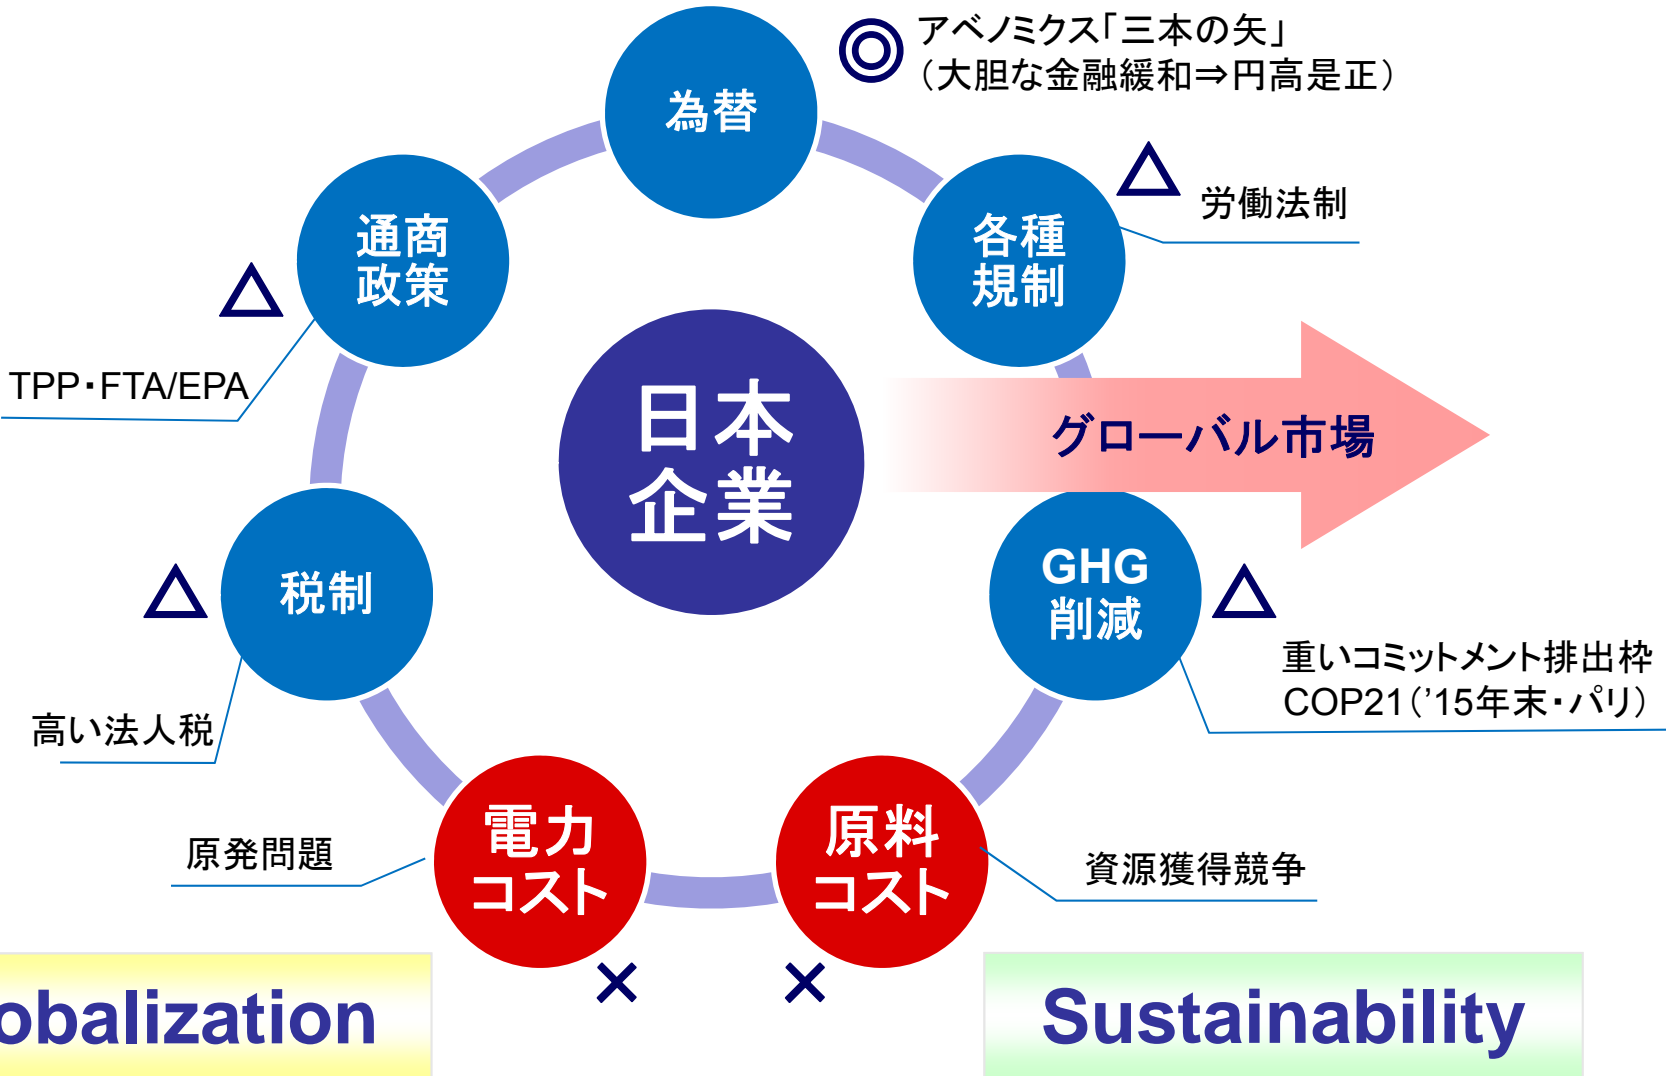 ◎ アベノミクス「三本の矢」
（大胆な金融緩和⇒円高是正）
為替
△
労働法制
各種
規制
通商
政策
△
TPP・FTA/EPA
日本
企業
グローバル市場
GHG
削減
△
重いコミットメント排出枠
COP21（’15年末・パリ）
税制
△
高い法人税
電力
コスト
原発問題
×
原料
コスト
資源獲得競争
×
obalization
Sustainability